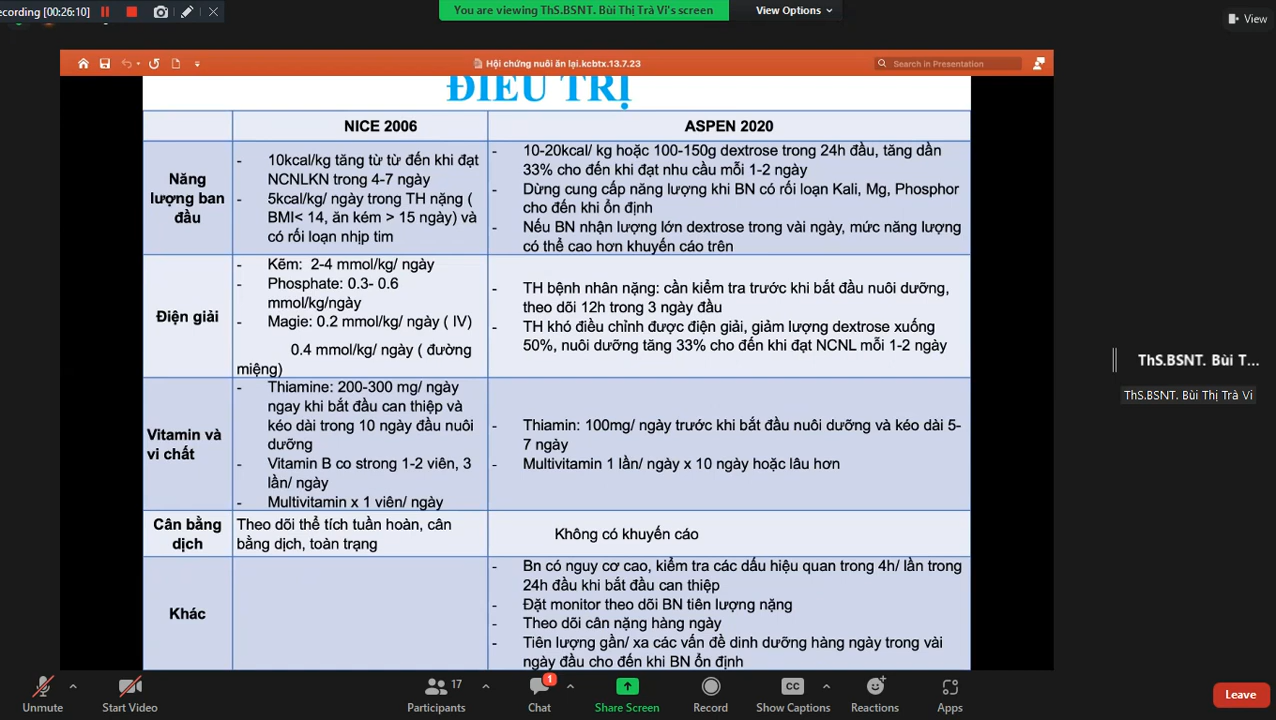 ecording [00:26:10]
You are viewing ThS.BSNT. Bùi Thị Trà Vi's screen
View Options
View
Hội chứng nuôi ăn lại.kcbtx.13.7.23
Search in Presentation
ĐIỀU TRỊ
NICE 2006
ASPEN 2020
Năng lượng ban đầu
- 10kcal/kg tăng từ từ đến khi đạt
NCNLKN trong 4-7 ngày
- 5kcal/kg/ ngày trong TH nặng (
BMI< 14, ăn kém > 15 ngày) và
có rối loạn nhịp tim
- 10-20kcal/ kg hoặc 100-150g dextrose trong 24h đầu, tăng dần
33% cho đến khi đạt nhu cầu mỗi 1-2 ngày
- Dừng cung cấp năng lượng khi BN có rối loạn Kali, Mg, Phosphor
cho đến khi ổn định
- Nếu BN nhận lượng lớn dextrose trong vài ngày, mức năng lượng
có thể cao hơn khuyến cáo trên
Điện giải
- Kẽm: 2-4 mmol/kg/ ngày
- Phosphate: 0.3- 0.6
mmol/kg/ngày
- Magie: 0.2 mmol/kg/ ngày ( IV)
0.4 mmol/kg/ ngày ( đường
miệng)
- TH bệnh nhân nặng: cần kiểm tra trước khi bắt đầu nuôi dưỡng,
theo dõi 12h trong 3 ngày đầu
- TH khó điều chỉnh được điện giải, giảm lượng dextrose xuống
50%, nuôi dưỡng tăng 33% cho đến khi đạt NCNL mỗi 1-2 ngày
Vitamin và
vi chất
- Thiamine: 200-300 mg/ ngày
ngay khi bắt đầu can thiệp và
kéo dài trong 10 ngày đầu nuôi
dưỡng
- Vitamin B co strong 1-2 viên, 3
lần/ ngày
- Multivitamin x 1 viên/ ngày
- Thiamin: 100mg/ ngày trước khi bắt đầu nuôi dưỡng và kéo dài 5-
7 ngày
- Multivitamin 1 lần/ ngày x 10 ngày hoặc lâu hơn
Cân bằng
dịch
Theo dõi thể tích tuần hoàn, cân
bằng dịch, toàn trạng
Không có khuyến cáo
Khác
- Bn có nguy cơ cao, kiểm tra các dấu hiệu quan trong 4h/ lần trong
24h đầu khi bắt đầu can thiệp
- Đặt monitor theo dõi BN tiên lượng nặng
- Theo dõi cân nặng hàng ngày
- Tiên lượng gần/ xa các vấn đề dinh dưỡng hàng ngày trong vài
ngày đầu cho đến khi BN ổn định
ThS.BSNT. Bùi T...
ThS.BSNT. Bùi Thị Trà Vi
Unmute
Start Video
17
Participants
1
Chat
Share Screen
Record
CC
Show Captions
Reactions
Apps
Leave